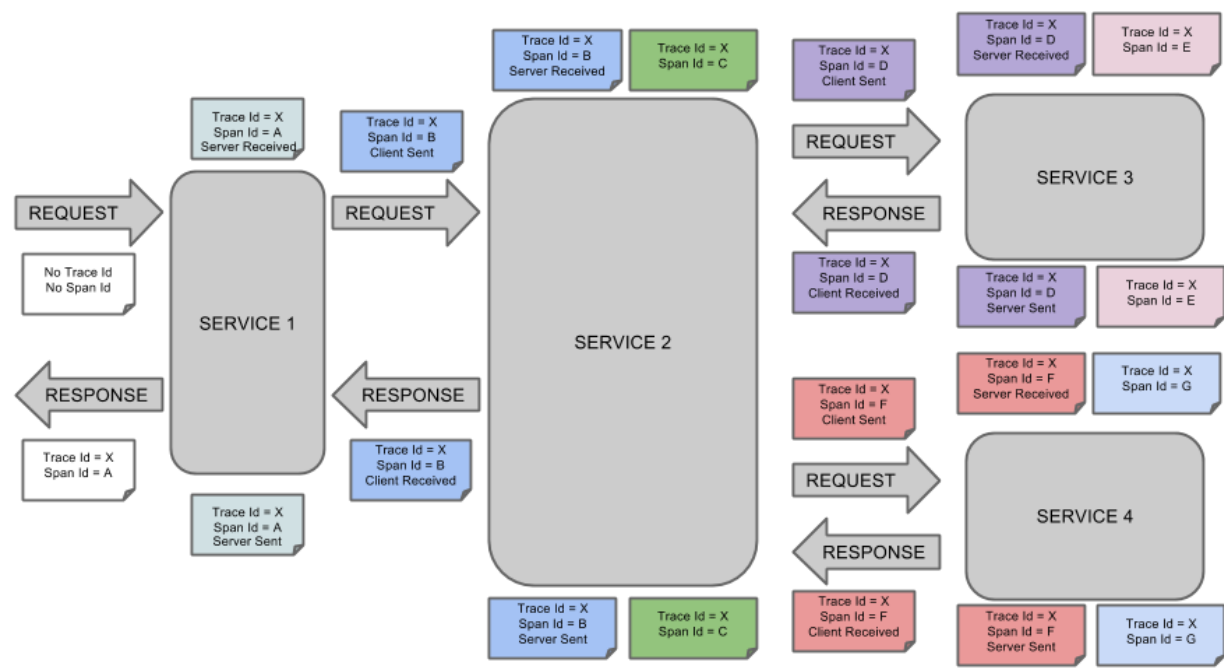 Trace Id = X
Span Id = B
Server Received
Trace Id = X
Span Id = C
Trace Id = X
Span Id = D
Client Sent
Trace Id = X
Span Id = D
Server Received
Trace Id = X
Span Id = E
Trace Id = X
Span Id = A
Server Received
Trace Id = X
Span Id = B
Client Sent
REQUEST
SERVICE 3
REQUEST
REQUEST
RESPONSE
No Trace Id
No Span Id
Trace Id = X
Span Id = D
Client Received
Trace Id = X
Span Id = D
Server Sent
Trace Id = X
Span Id = E
SERVICE 1
SERVICE 2
RESPONSE
RESPONSE
Trace Id = X
Span Id = F
Client Sent
Trace Id = X
Span Id = F
Server Received
Trace Id = X
Span Id = G
Trace Id = X
Span Id = A
Trace Id = X
Span Id = B
Client Received
REQUEST
SERVICE 4
Trace Id = X
Span Id = A
Server Sent
RESPONSE
Trace Id = X
Span Id = B
Server Sent
Trace Id = X
Span Id = C
Trace Id = X
Span Id = F
Client Received
Trace Id = X
Span Id = F
Server Sent
Trace Id = X
Span Id = G